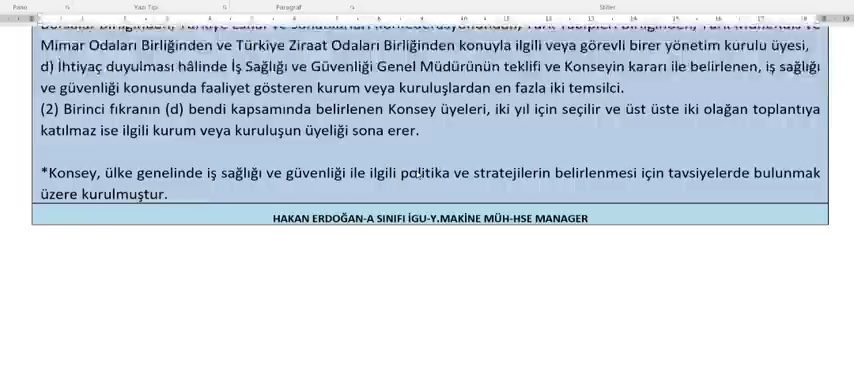 Pano Yazı Tipi Paragraf Stiller
Mimar Odaları Birliğinden ve Türkiye Ziraat Odaları Birliğinden konuyla ilgili veya görevli birer yönetim kurulu üyesi,
d) İhtiyaç duyulması hâlinde İş Sağlığı ve Güvenliği Genel Müdürünün teklifi ve Konseyin kararı ile belirlenen, iş sağlığı
ve güvenliği konusunda faaliyet gösteren kurum veya kuruluşlardan en fazla iki temsilci.
(2) Birinci fıkranın (d) bendi kapsamında belirlenen Konsey üyeleri, iki yıl için seçilir ve üst üste iki olağan toplantıya
katılmaz ise ilgili kurum veya kuruluşun üyeliği sona erer.
*Konsey, ülke genelinde iş sağlığı ve güvenliği ile ilgili politika ve stratejilerin belirlenmesi için tavsiyelerde bulunmak
üzere kurulmuştur.
HAKAN ERDOĞAN-A SINIFI İGU-Y.MAKİNE MÜH-HSE MANAGER